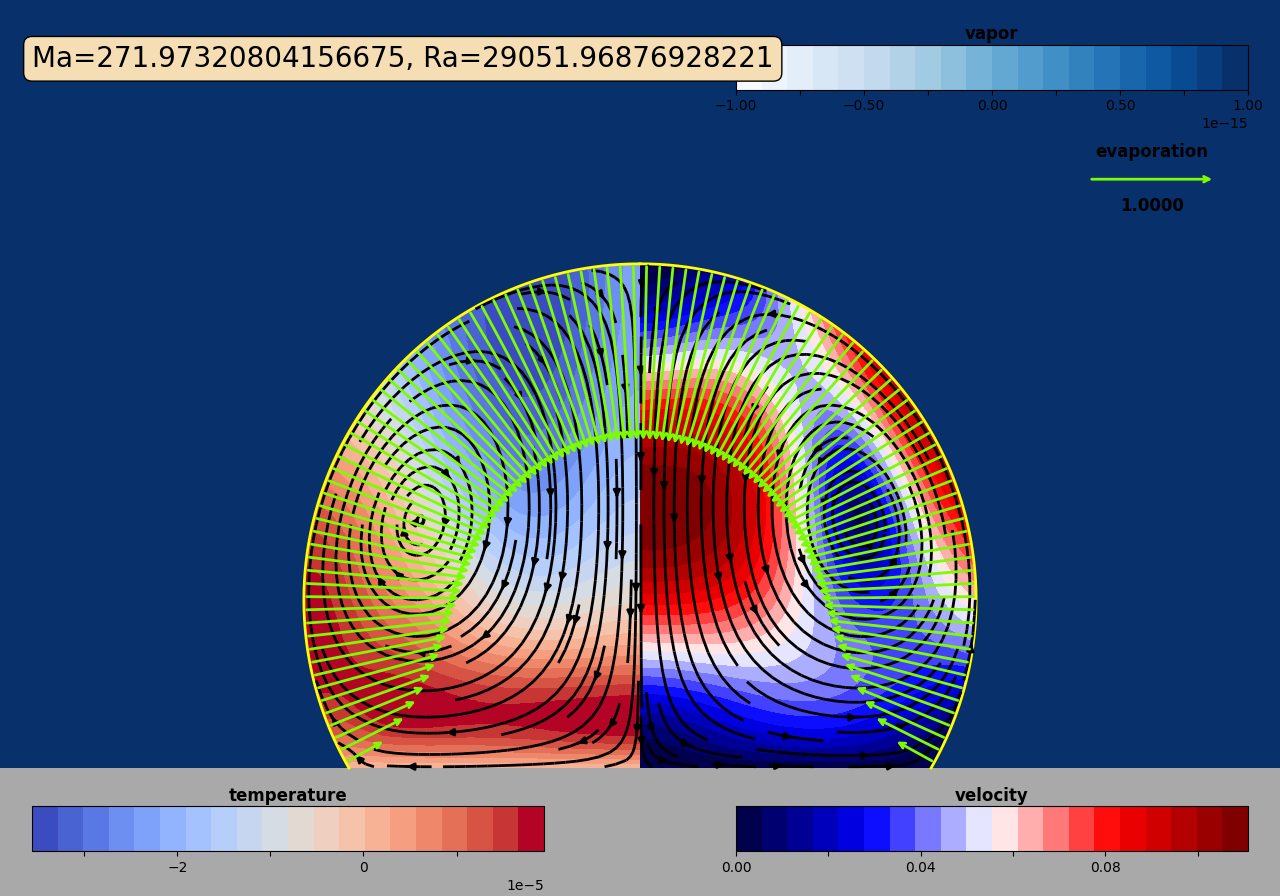 vapor
Ma=271.97320804156675, Ra=29051.96876928221
−1.00 −0.50 0.00 0.50 1.00
1e−15
evaporation
1.0000
temperature
−2 0
1e−5
velocity
0.00 0.04 0.08